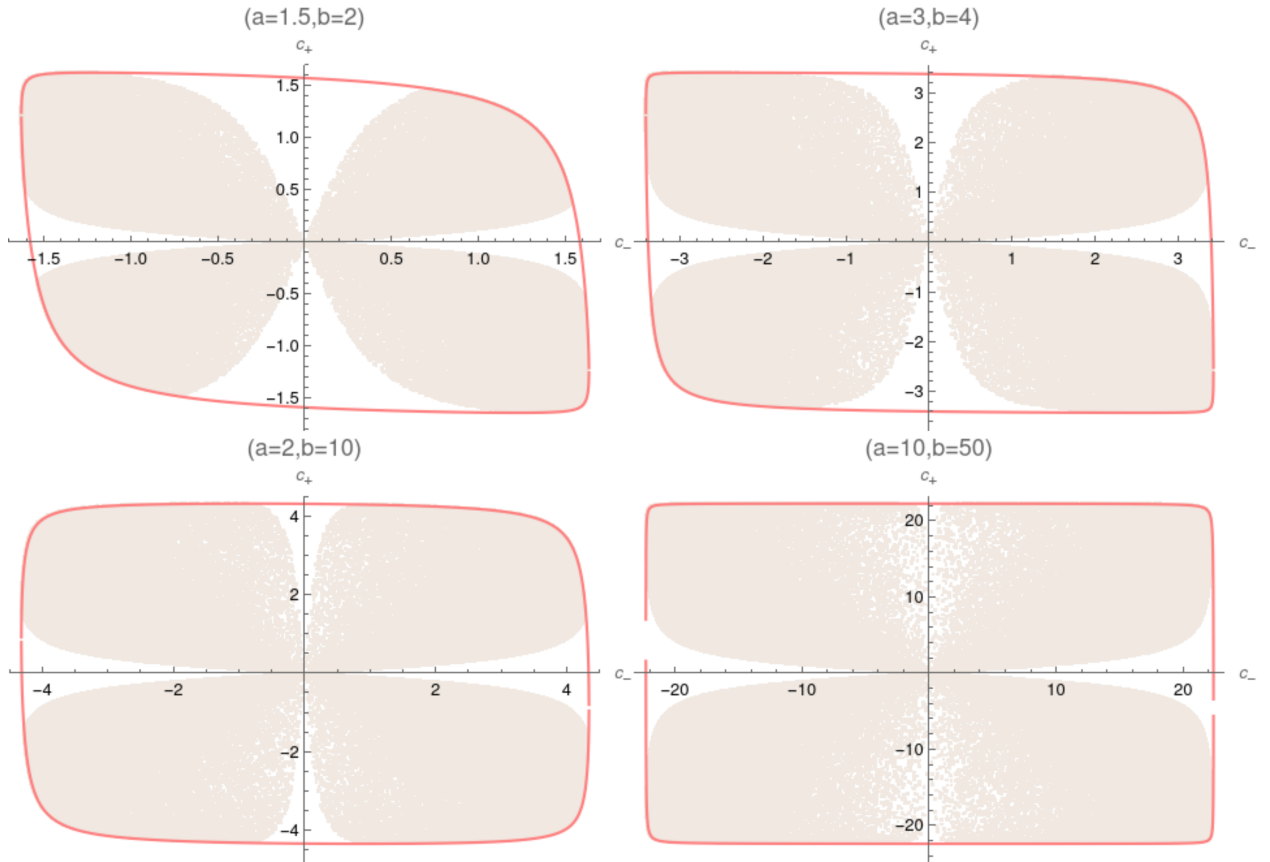 (a=1.5,b=2)
c₊
1.5
1.0
0.5
−1.5 −1.0 −0.5 0.5 1.0 1.5 c₋
−0.5
−1.0
−1.5
(a=3,b=4)
c₊
3
2
1
−3 −2 −1 1 2 3 c₋
−1
−2
−3
(a=2,b=10)
c₊
4
2
−4 −2 2 4 c₋
−2
−4
(a=10,b=50)
c₊
20
10
−20 −10 10 20 c₋
−10
−20